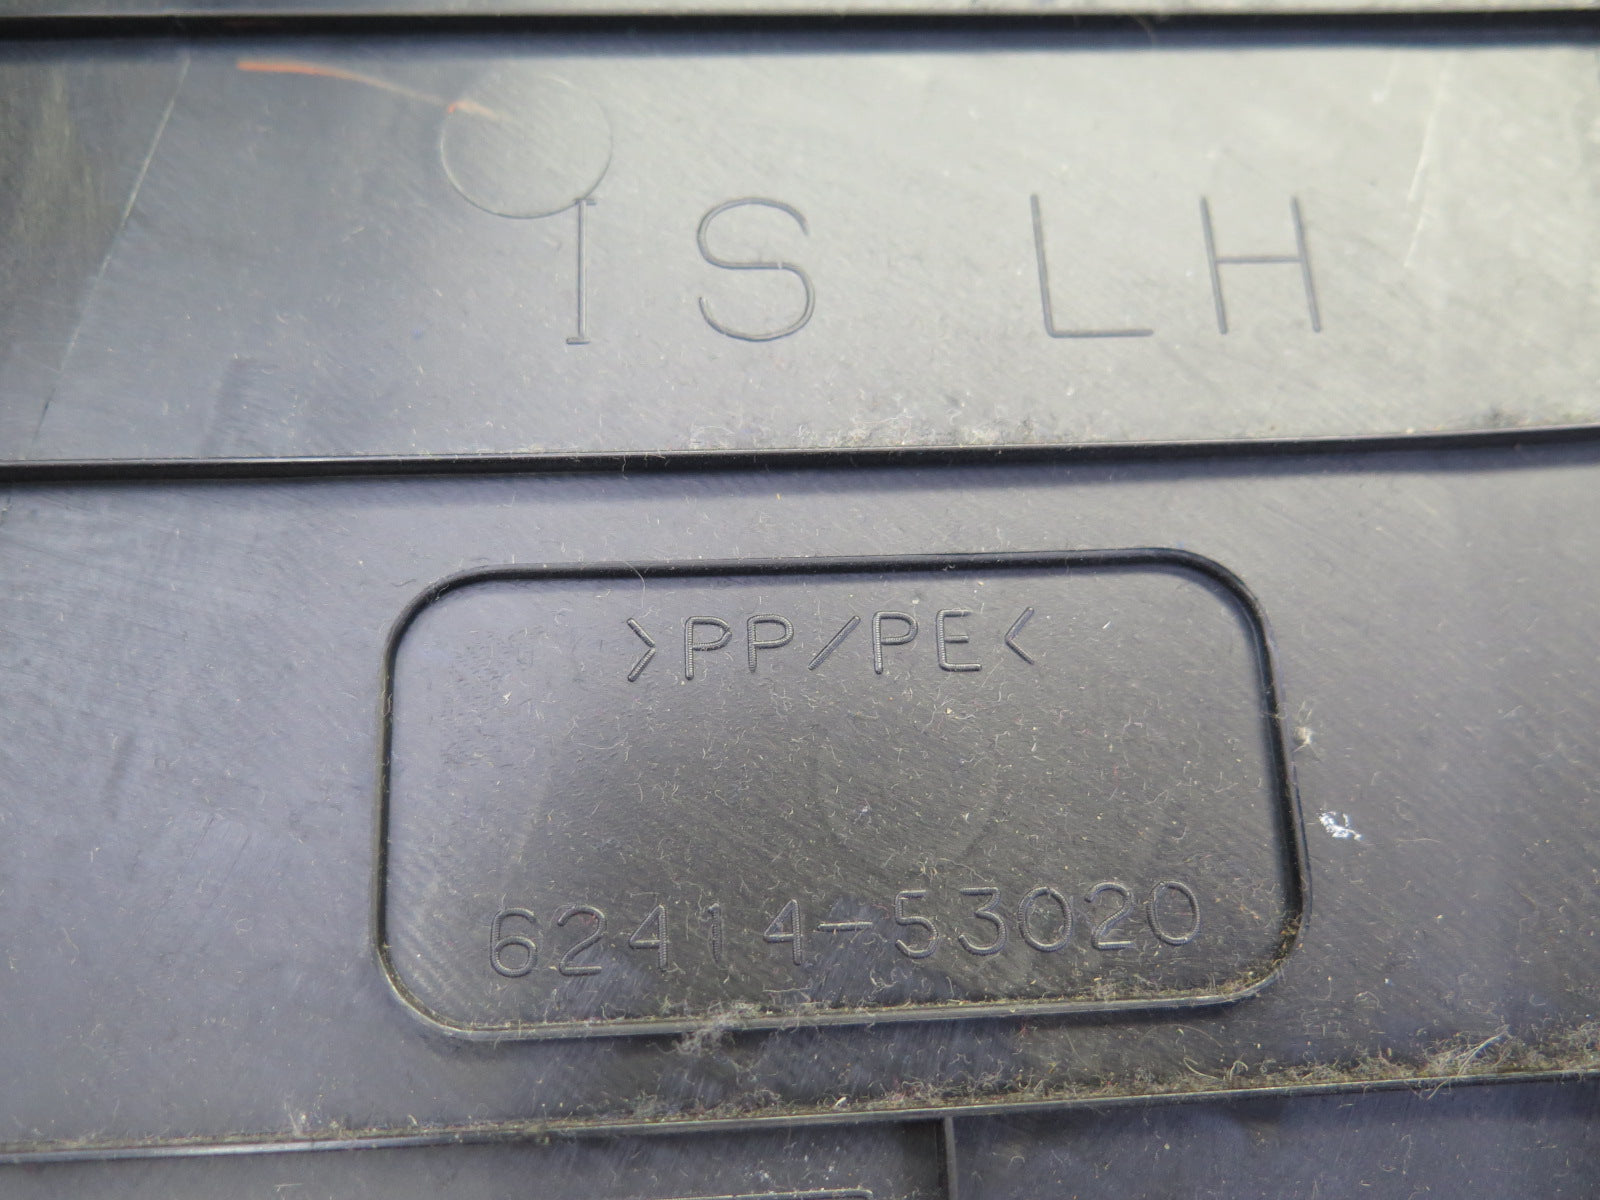 IS LH
>PP/PE<
62414-53020